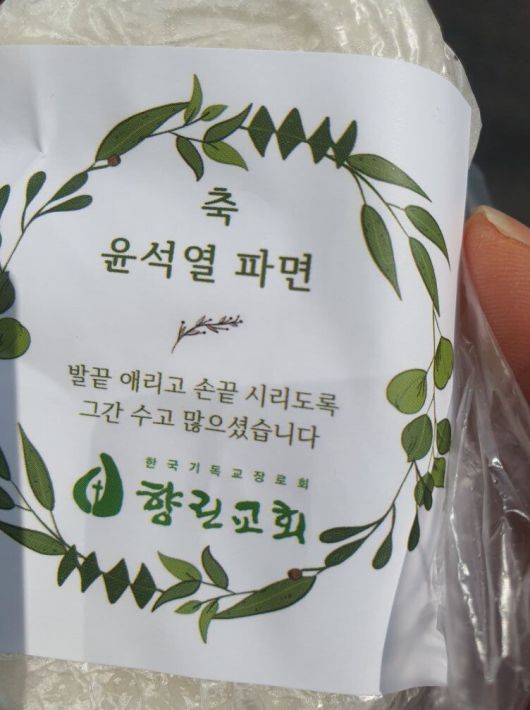 축
윤석열 파면
발끝 애리고 손끝 시리도록
그간 수고 많으셨습니다
한국기독교장로회
향린교회